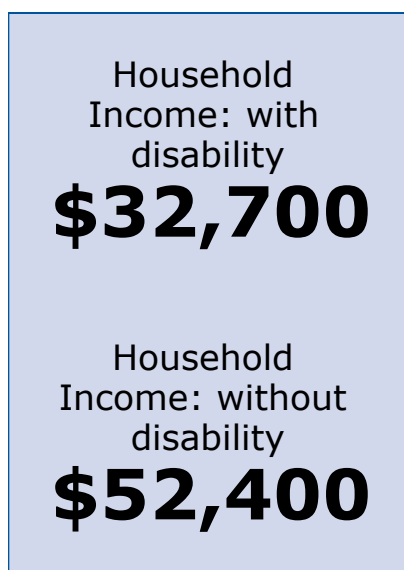 Household
Income: with
disability
$32,700
Household
Income: without
disability
$52,400